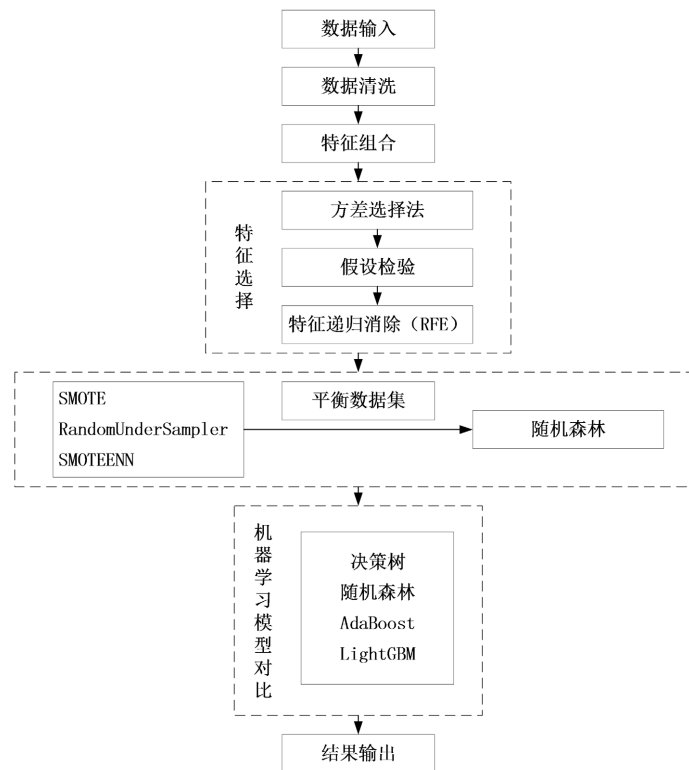 数据输入
数据清洗
特征组合
特征选择
方差选择法
假设检验
特征递归消除（RFE）
平衡数据集
SMOTE
RandomUnderSampler
SMOTEENN
随机森林
机器学习模型对比
决策树
随机森林
AdaBoost
LightGBM
结果输出